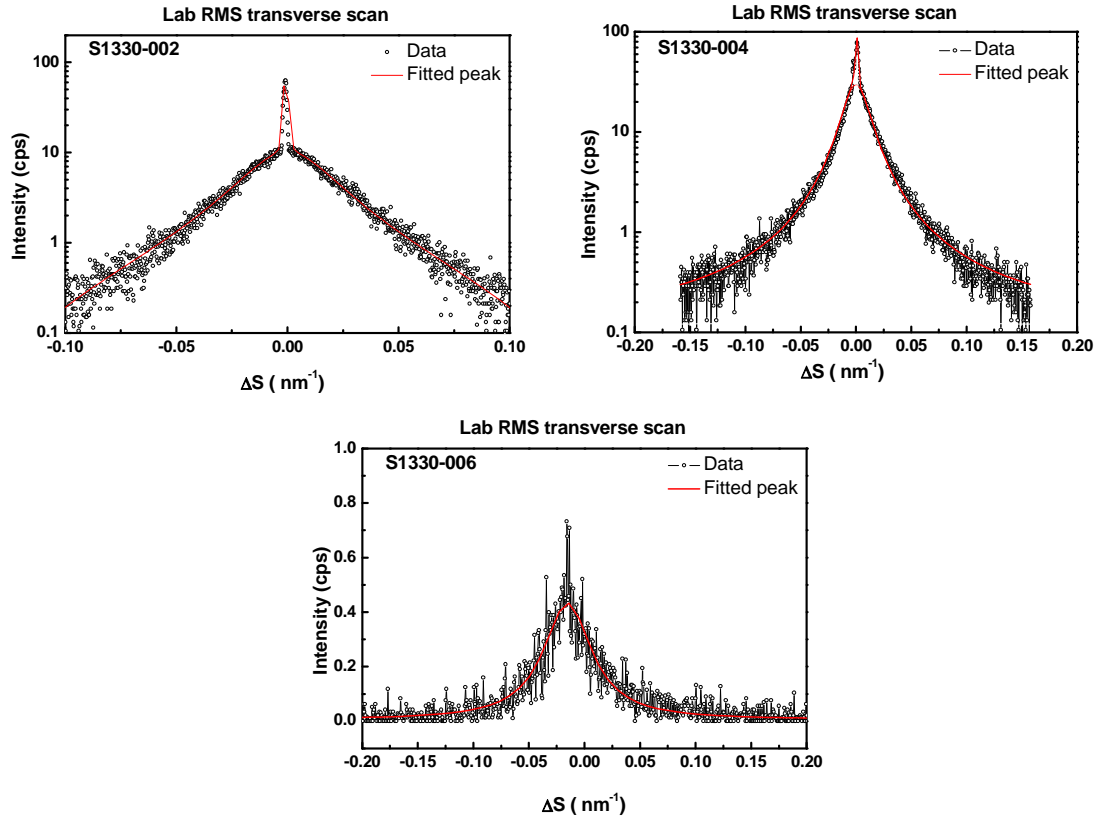 Lab RMS transverse scan
S1330-002
Data
Fitted peak
100
10
1
0.1
Intensity (cps)
-0.10 -0.05 0.00 0.05 0.10
ΔS ( nm⁻¹)
Lab RMS transverse scan
S1330-004
Data
Fitted peak
100
10
1
0.1
Intensity (cps)
-0.20 -0.15 -0.10 -0.05 0.00 0.05 0.10 0.15 0.20
ΔS ( nm⁻¹)
Lab RMS transverse scan
S1330-006
Data
Fitted peak
1.0
0.8
0.6
0.4
0.2
0.0
Intensity (cps)
-0.20 -0.15 -0.10 -0.05 0.00 0.05 0.10 0.15 0.20
ΔS ( nm⁻¹)